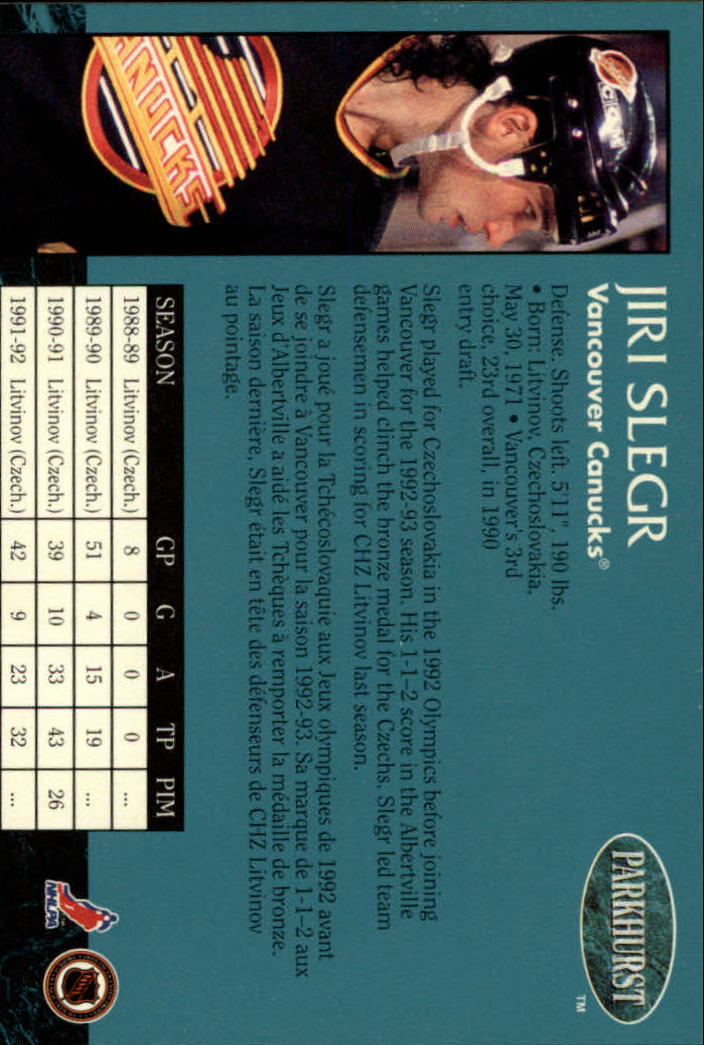 JIRI SLEGR
Vancouver Canucks®
Defense. Shoots left. 5'11", 190 lbs.
• Born: Litvinov, Czechoslovakia,
May 30, 1971 • Vancouver's 3rd
choice, 23rd overall, in 1990
entry draft.
PARKHURST
TM
Slegr played for Czechoslovakia in the 1992 Olympics before joining
Vancouver for the 1992-93 season. His 1-1–2 score in the Albertville
games helped clinch the bronze medal for the Czechs. Slegr led team
defensemen in scoring for CHZ Litvinov last season.
Slegr a joué pour la Tchécoslovaquie aux Jeux olympiques de 1992 avant
de se joindre à Vancouver pour la saison 1992-93. Sa marque de 1-1–2 aux
Jeux d'Albertville a aidé les Tchèques à remporter la médaille de bronze.
La saison dernière, Slegr était en tête des défenseurs de CHZ Litvinov
au pointage.
SEASON GP G A TP PIM
1988-89 Litvinov (Czech.) 8 0 0 0 ...
1989-90 Litvinov (Czech.) 51 4 15 19 ...
1990-91 Litvinov (Czech.) 39 10 33 43 26
1991-92 Litvinov (Czech.) 42 9 23 32 ...
NHLPA
NHL